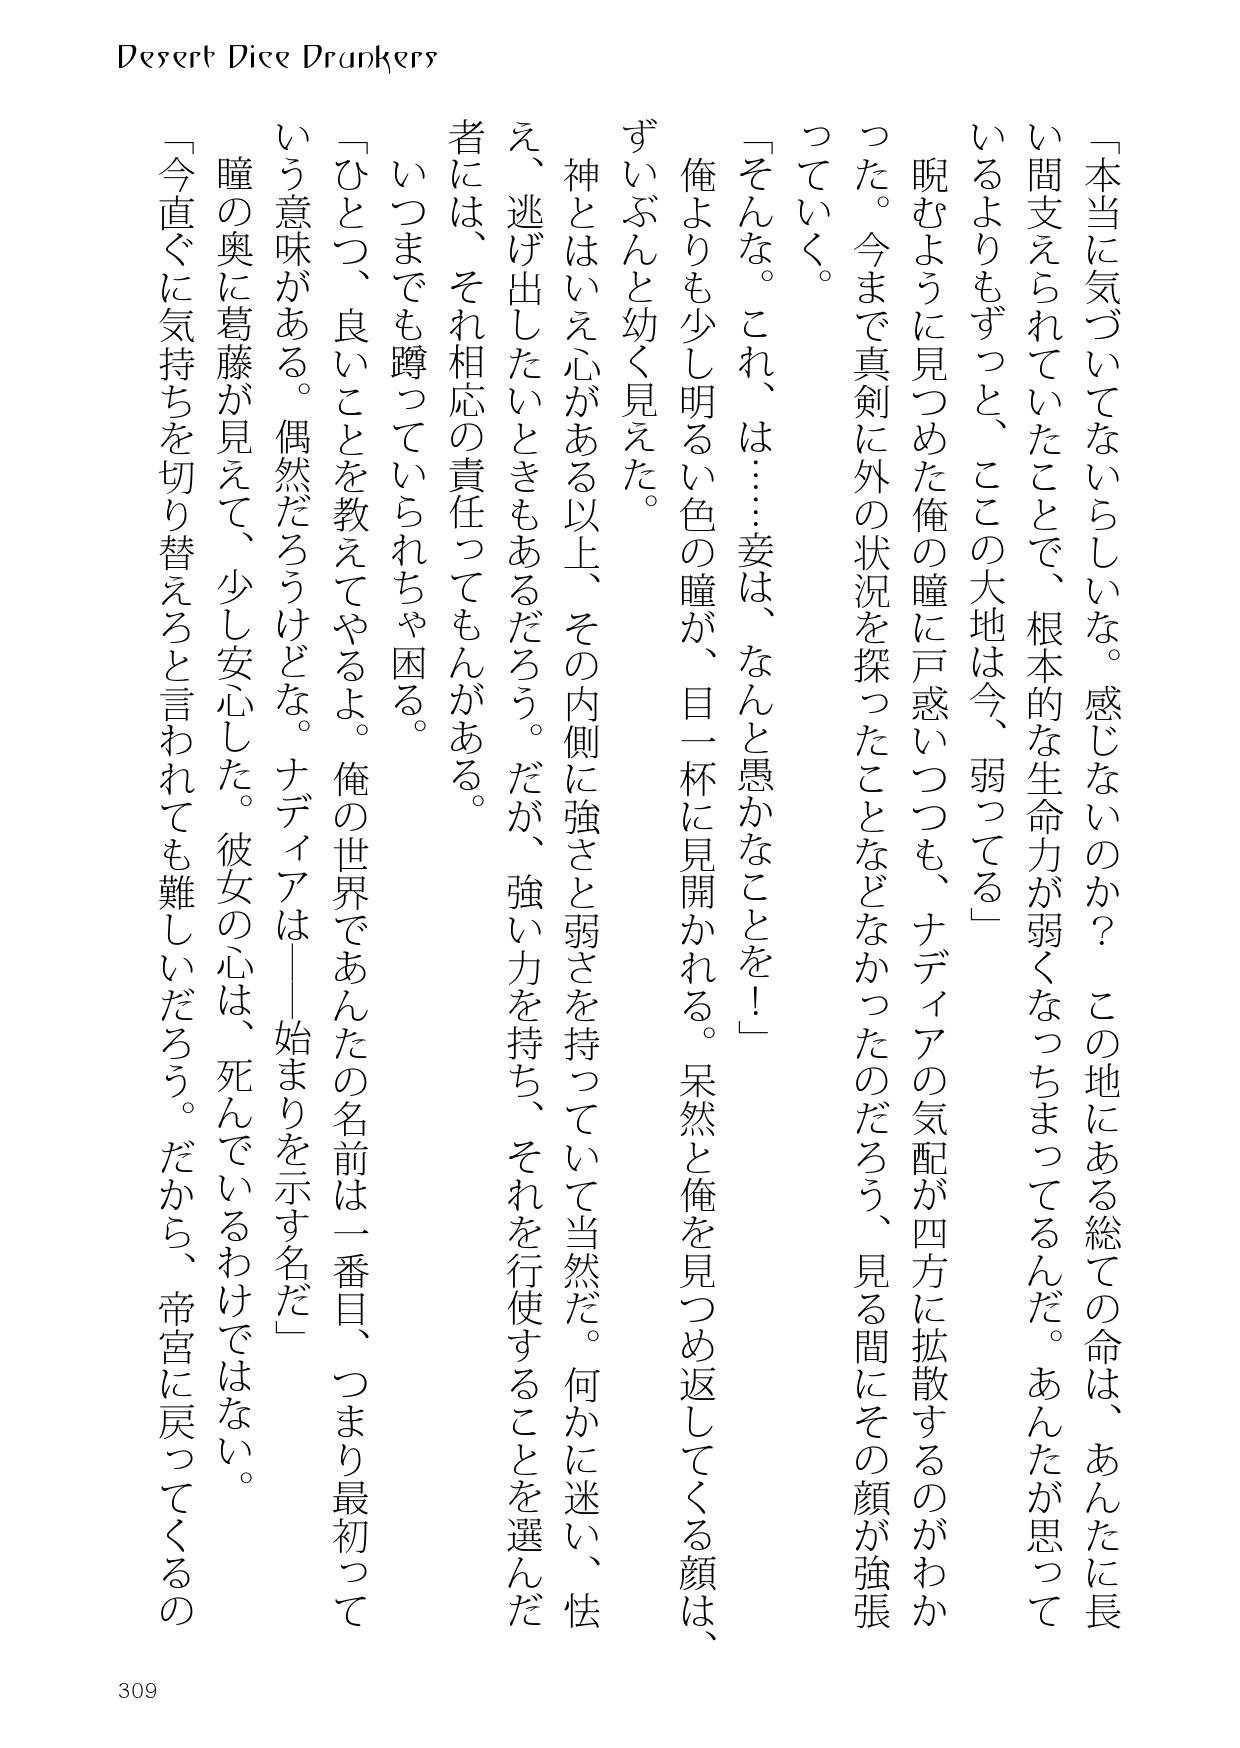 Desert Dice Drunkers
「本当に気づいてないらしいな。感じないのか？　この地にある総ての命は、あんたに長
い間支えられていたことで、根本的な生命力が弱くなっちまってるんだ。あんたが思って
いるよりもずっと、ここの大地は今、弱ってる」
　睨むように見つめた俺の瞳に戸惑いつつも、ナディアの気配が四方に拡散するのがわか
った。今まで真剣に外の状況を探ったことなどなかったのだろう、見る間にその顔が強張
っていく。
「そんな。これ、は……妾は、なんと愚かなことを！」
　俺よりも少し明るい色の瞳が、目一杯に見開かれる。呆然と俺を見つめ返してくる顔は、
ずいぶんと幼く見えた。
　神とはいえ心がある以上、その内側に強さと弱さを持っていて当然だ。何かに迷い、怯
え、逃げ出したいときもあるだろう。だが、強い力を持ち、それを行使することを選んだ
者には、それ相応の責任ってもんがある。
　いつまでも蹲っていられちゃ困る。
「ひとつ、良いことを教えてやるよ。俺の世界であんたの名前は一番目、つまり最初って
いう意味がある。偶然だろうけどな。ナディアは――始まりを示す名だ」
　瞳の奥に葛藤が見えて、少し安心した。彼女の心は、死んでいるわけではない。
「今直ぐに気持ちを切り替えろと言われても難しいだろう。だから、帝宮に戻ってくるの
309